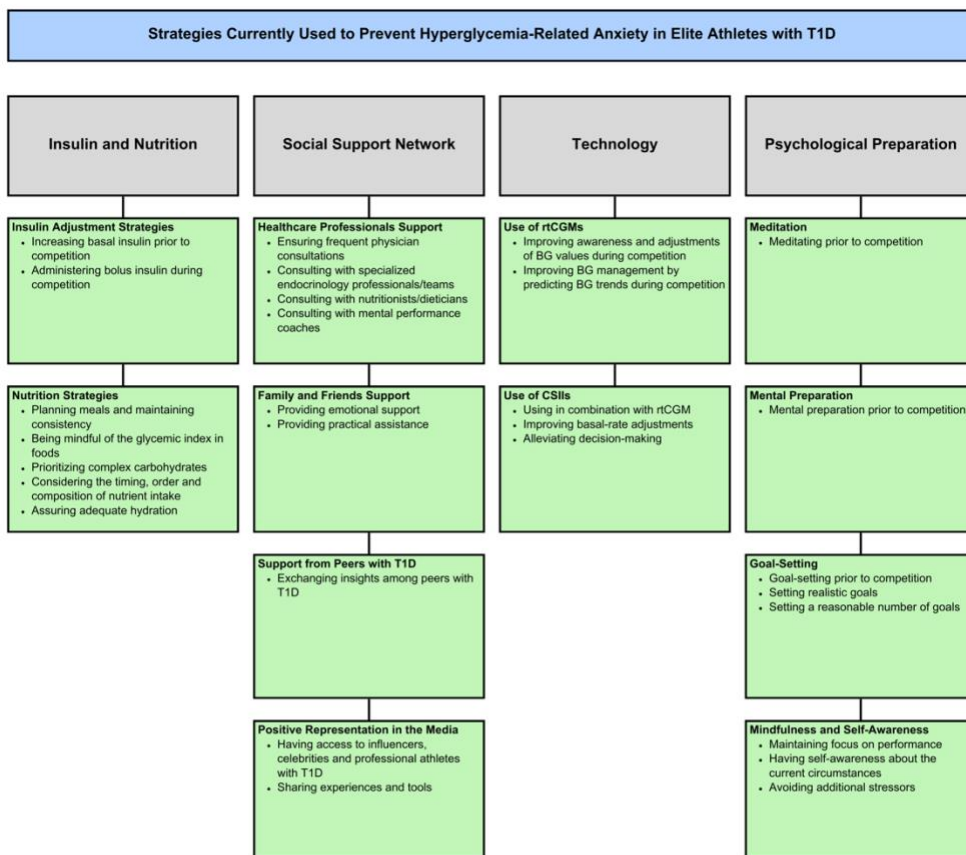 Strategies Currently Used to Prevent Hyperglycemia-Related Anxiety in Elite Athletes with T1D
Insulin and Nutrition
Insulin Adjustment Strategies
• Increasing basal insulin prior to
competition
• Administering bolus insulin during
competition
Nutrition Strategies
• Planning meals and maintaining
consistency
• Being mindful of the glycemic index in
foods
• Prioritizing complex carbohydrates
• Considering the timing, order and
composition of nutrient intake
• Assuring adequate hydration
Social Support Network
Healthcare Professionals Support
• Ensuring frequent physician
consultations
• Consulting with specialized
endocrinology professionals/teams
• Consulting with nutritionists/dieticians
• Consulting with mental performance
coaches
Family and Friends Support
• Providing emotional support
• Providing practical assistance
Support from Peers with T1D
• Exchanging insights among peers with
T1D
Positive Representation in the Media
• Having access to influencers,
celebrities and professional athletes
with T1D
• Sharing experiences and tools
Technology
Use of rtCGMs
• Improving awareness and adjustments
of BG values during competition
• Improving BG management by
predicting BG trends during competition
Use of CSIIs
• Using in combination with rtCGM
• Improving basal-rate adjustments
• Alleviating decision-making
Psychological Preparation
Meditation
• Meditating prior to competition
Mental Preparation
• Mental preparation prior to competition
Goal-Setting
• Goal-setting prior to competition
• Setting realistic goals
• Setting a reasonable number of goals
Mindfulness and Self-Awareness
• Maintaining focus on performance
• Having self-awareness about the
current circumstances
• Avoiding additional stressors